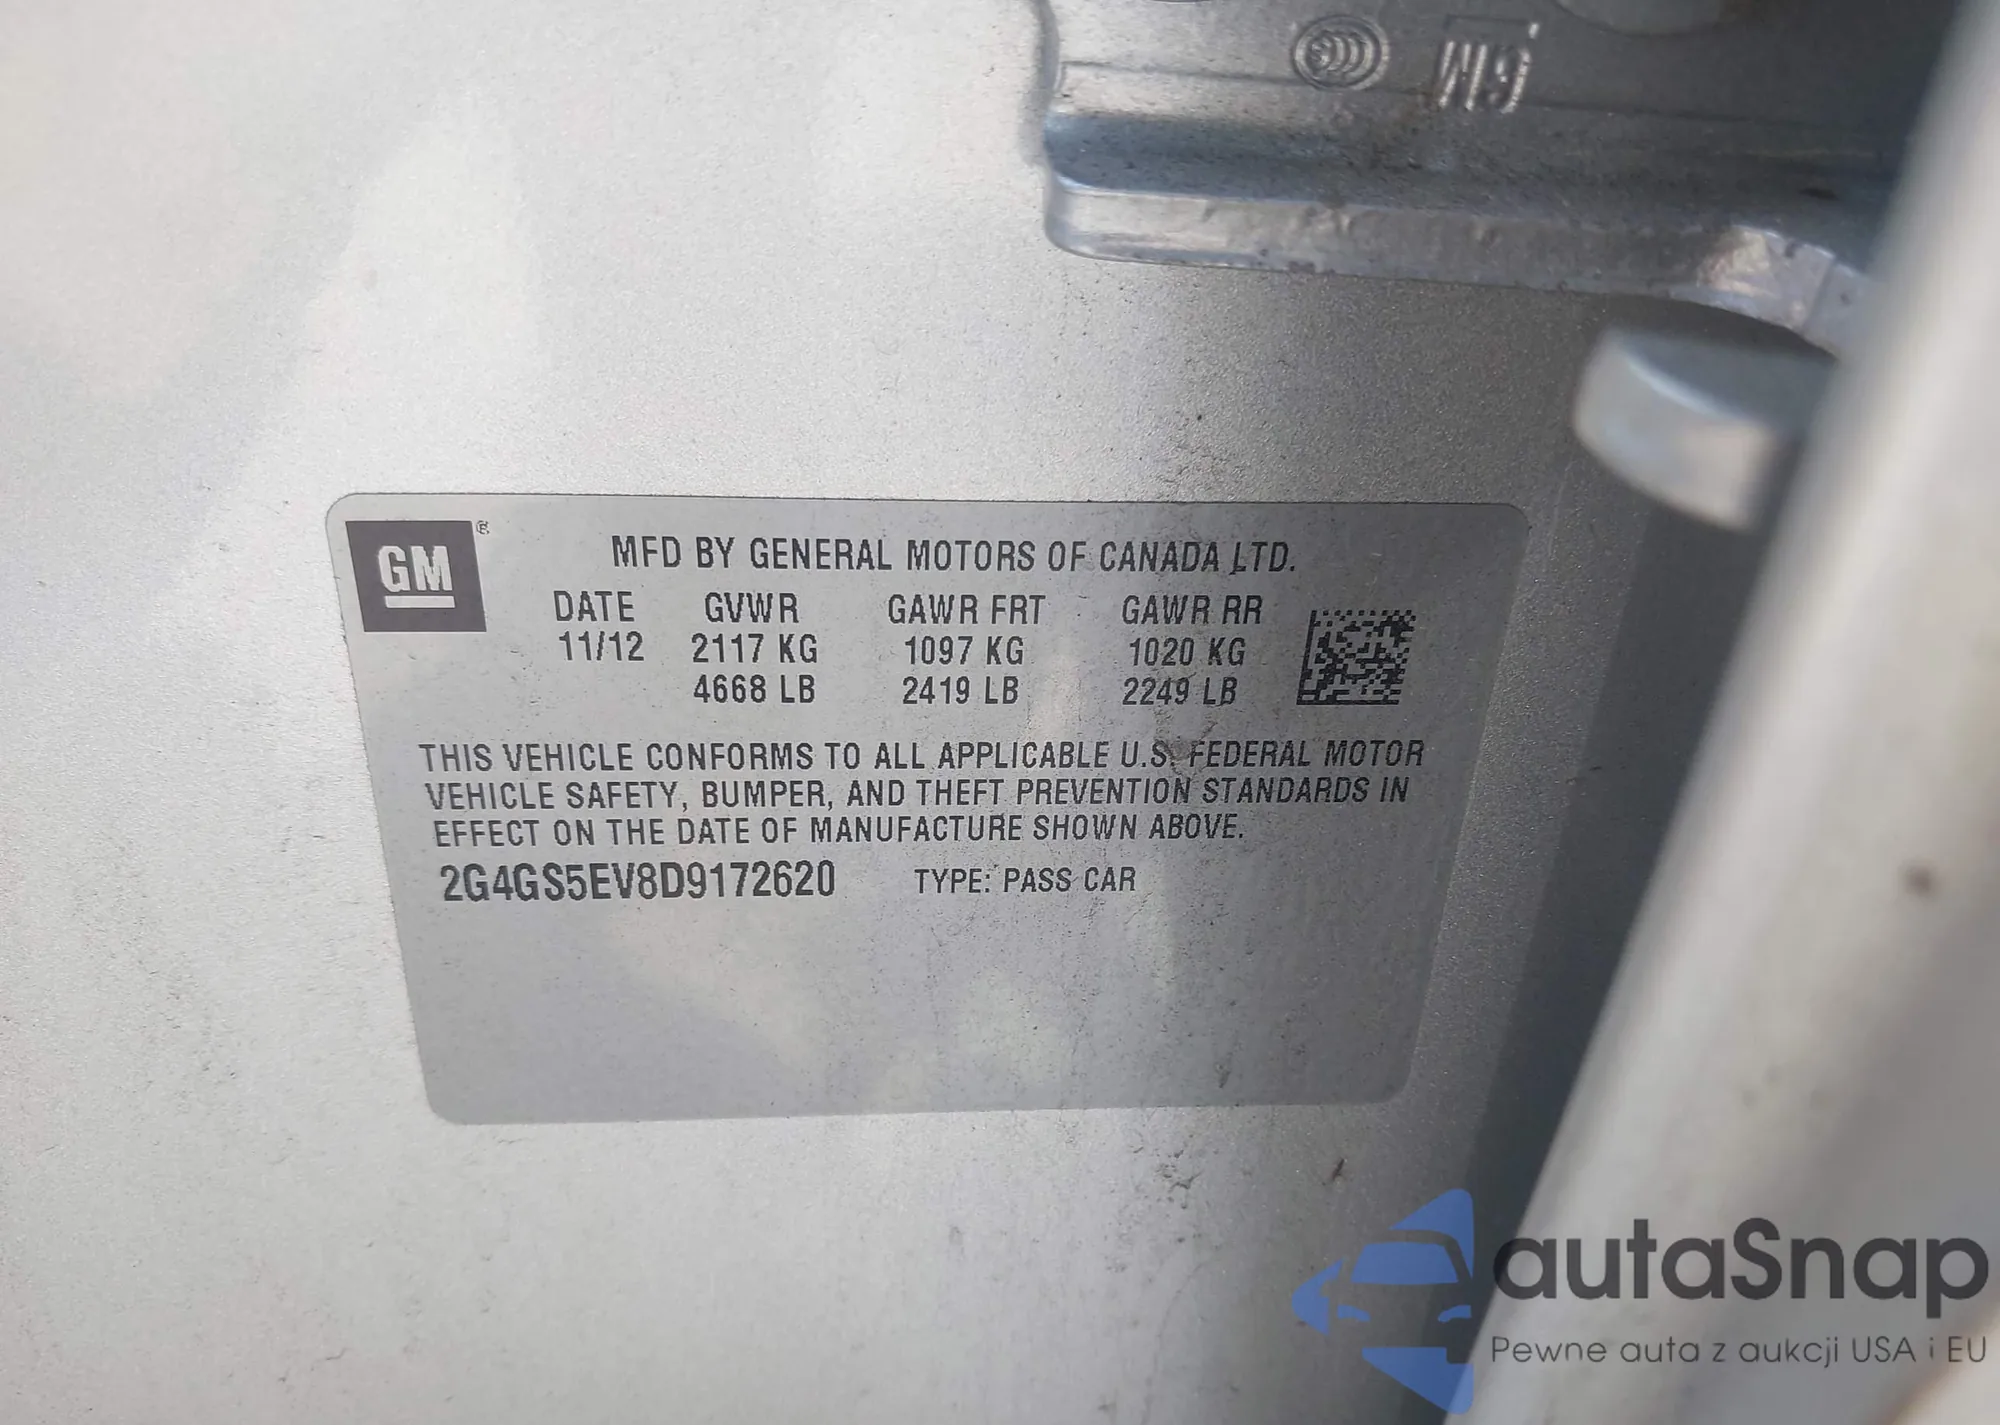 GM
GM®
MFD BY GENERAL MOTORS OF CANADA LTD.
DATE GVWR GAWR FRT GAWR RR
11/12 2117 KG 1097 KG 1020 KG
4668 LB 2419 LB 2249 LB
THIS VEHICLE CONFORMS TO ALL APPLICABLE U.S. FEDERAL MOTOR
VEHICLE SAFETY, BUMPER, AND THEFT PREVENTION STANDARDS IN
EFFECT ON THE DATE OF MANUFACTURE SHOWN ABOVE.
2G4GS5EV8D9172620 TYPE: PASS CAR
autaSnap
Pewne auta z aukcji USA i EU